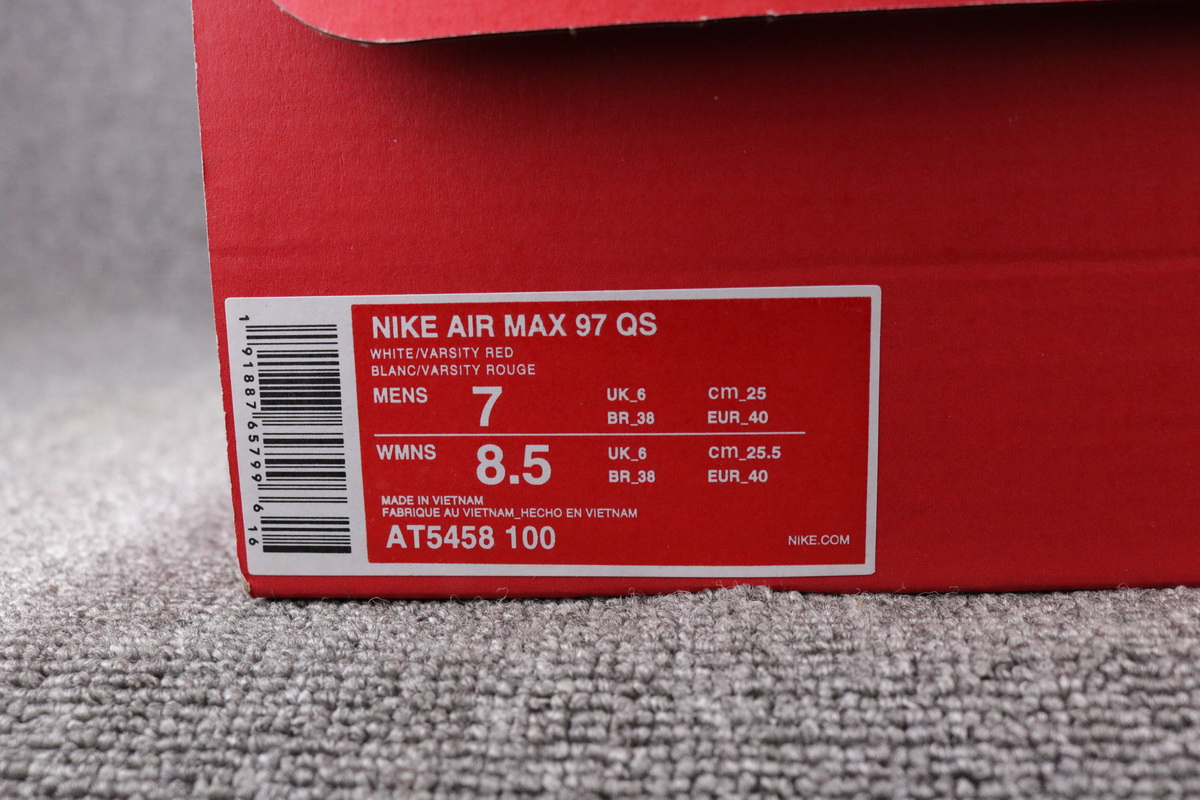 1 91887 65799 6 16
NIKE AIR MAX 97 QS
WHITE/VARSITY RED
BLANC/VARSITY ROUGE
MENS 7 UK_6 cm_25
BR_38 EUR_40
WMNS 8.5 UK_6 cm_25.5
BR_38 EUR_40
MADE IN VIETNAM
FABRIQUE AU VIETNAM_HECHO EN VIETNAM
AT5458 100 NIKE.COM